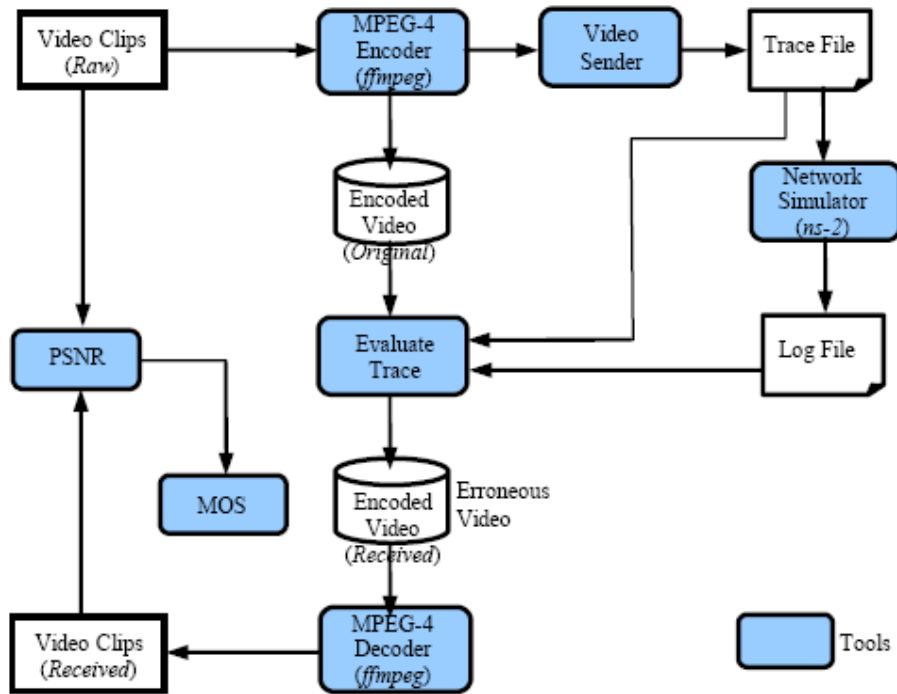 Video Clips
(Raw)
MPEG-4
Encoder
(ffmpeg)
Video
Sender
Trace File
Encoded
Video
(Original)
Network
Simulator
(ns-2)
PSNR
Evaluate
Trace
Log File
MOS
Encoded
Video
(Received)
Erroneous
Video
Video Clips
(Received)
MPEG-4
Decoder
(ffmpeg)
Tools